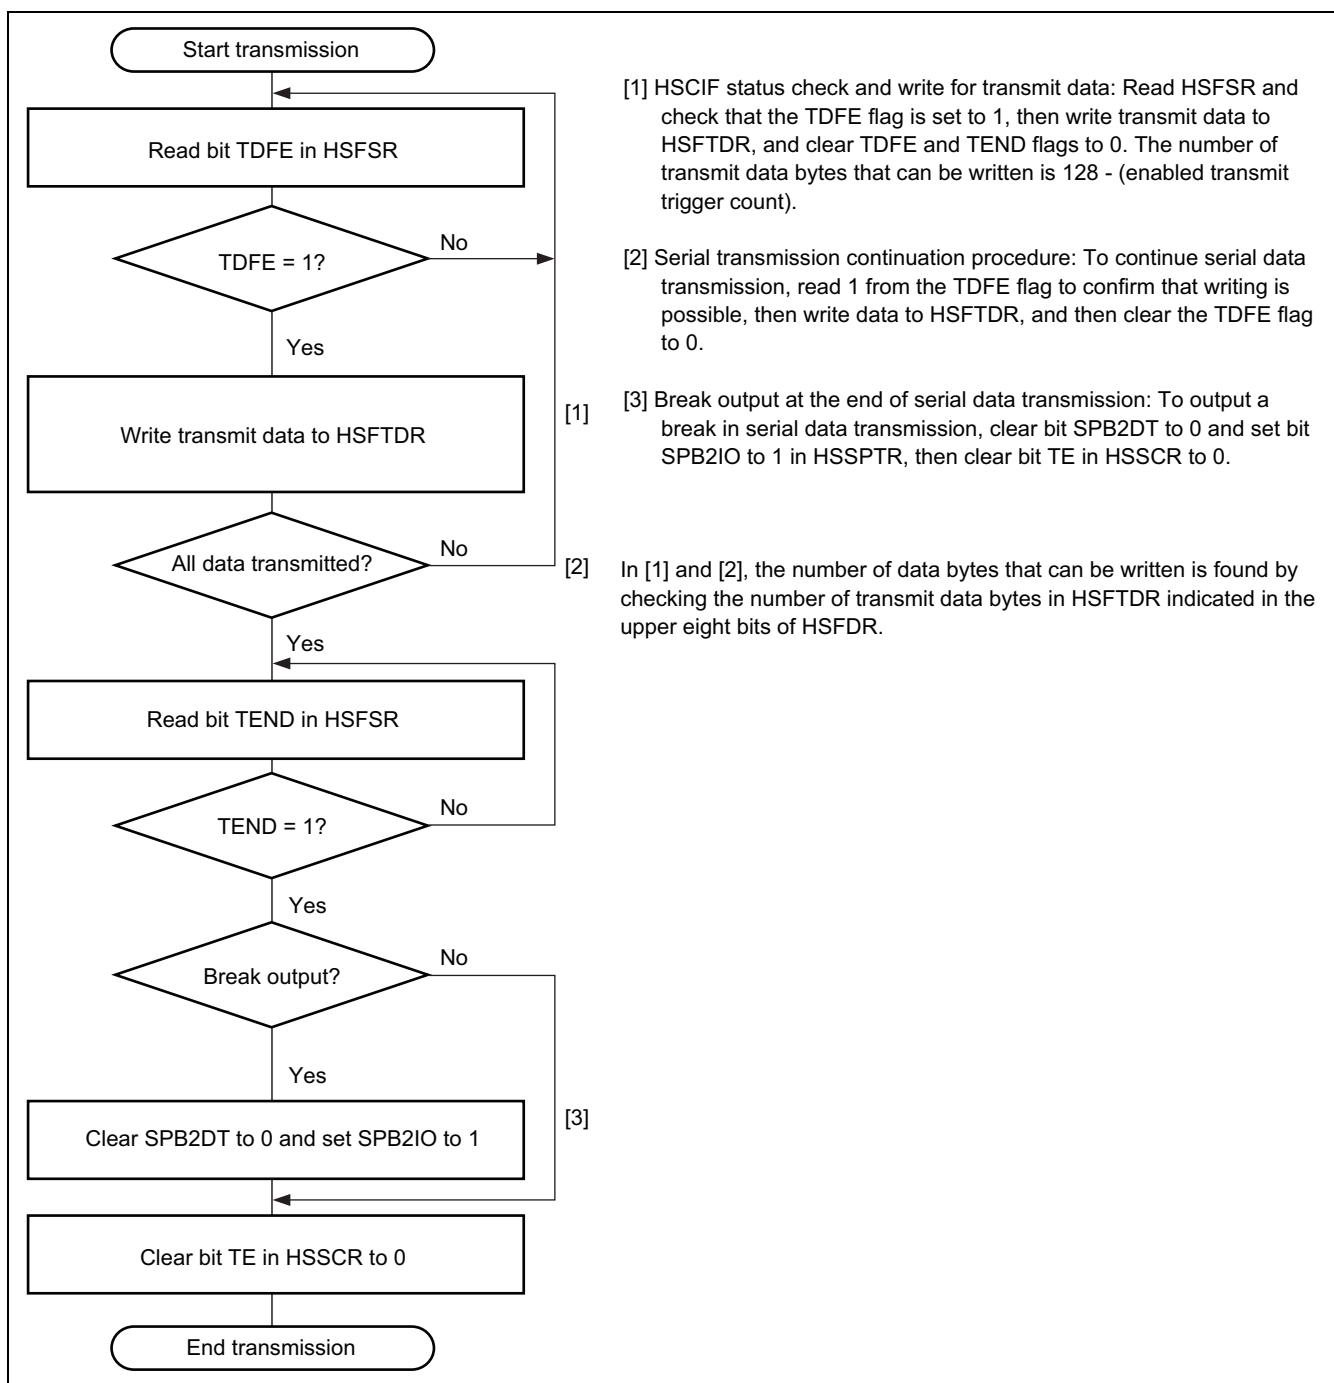 Start transmission
Read bit TDFE in HSFSR
TDFE = 1?
No
Yes
Write transmit data to HSFTDR
[1]
All data transmitted?
No
[2]
Yes
Read bit TEND in HSFSR
TEND = 1?
No
Yes
Break output?
No
Yes
Clear SPB2DT to 0 and set SPB2IO to 1
[3]
Clear bit TE in HSSCR to 0
End transmission
[1] HSCIF status check and write for transmit data: Read HSFSR and
check that the TDFE flag is set to 1, then write transmit data to
HSFTDR, and clear TDFE and TEND flags to 0. The number of
transmit data bytes that can be written is 128 - (enabled transmit
trigger count).
[2] Serial transmission continuation procedure: To continue serial data
transmission, read 1 from the TDFE flag to confirm that writing is
possible, then write data to HSFTDR, and then clear the TDFE flag
to 0.
[3] Break output at the end of serial data transmission: To output a
break in serial data transmission, clear bit SPB2DT to 0 and set bit
SPB2IO to 1 in HSSPTR, then clear bit TE in HSSCR to 0.
In [1] and [2], the number of data bytes that can be written is found by
checking the number of transmit data bytes in HSFTDR indicated in the
upper eight bits of HSFDR.